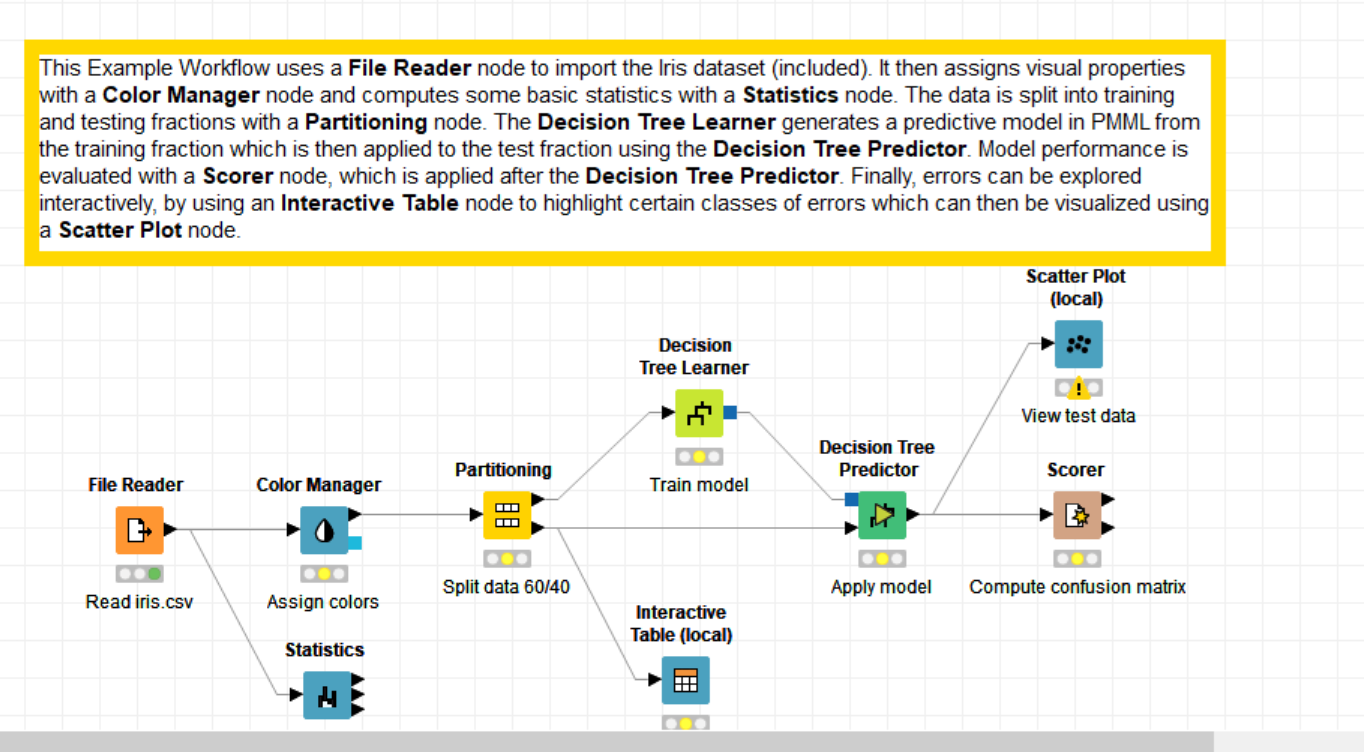 This Example Workflow uses a File Reader node to import the Iris dataset (included). It then assigns visual properties
with a Color Manager node and computes some basic statistics with a Statistics node. The data is split into training
and testing fractions with a Partitioning node. The Decision Tree Learner generates a predictive model in PMML from
the training fraction which is then applied to the test fraction using the Decision Tree Predictor. Model performance is
evaluated with a Scorer node, which is applied after the Decision Tree Predictor. Finally, errors can be explored
interactively, by using an Interactive Table node to highlight certain classes of errors which can then be visualized using
a Scatter Plot node.
Scatter Plot
(local)
View test data
Decision
Tree Learner
Train model
Decision Tree
Predictor
Apply model
Scorer
Compute confusion matrix
Partitioning
Split data 60/40
File Reader
Read iris.csv
Color Manager
Assign colors
Interactive
Table (local)
Statistics